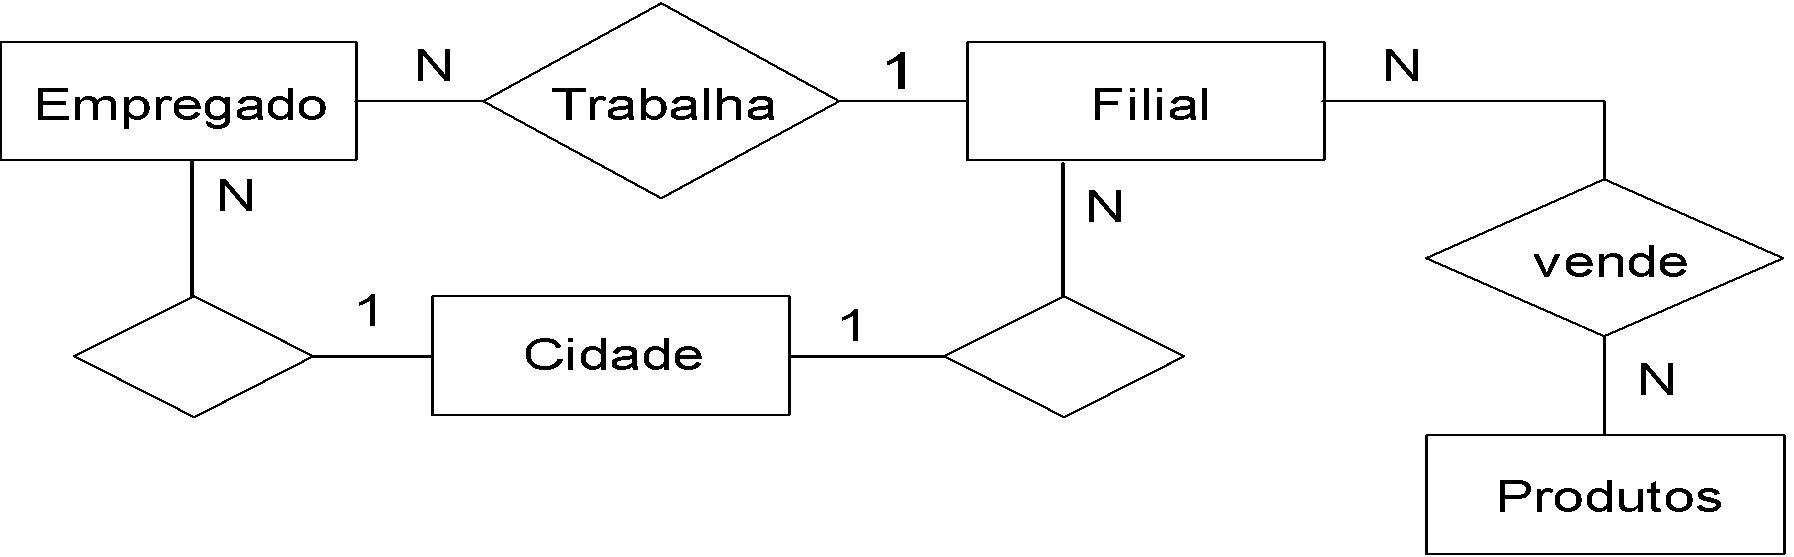 N
1
N
Empregado
Trabalha
Filial
N
N
vende
1
1
Cidade
N
Produtos